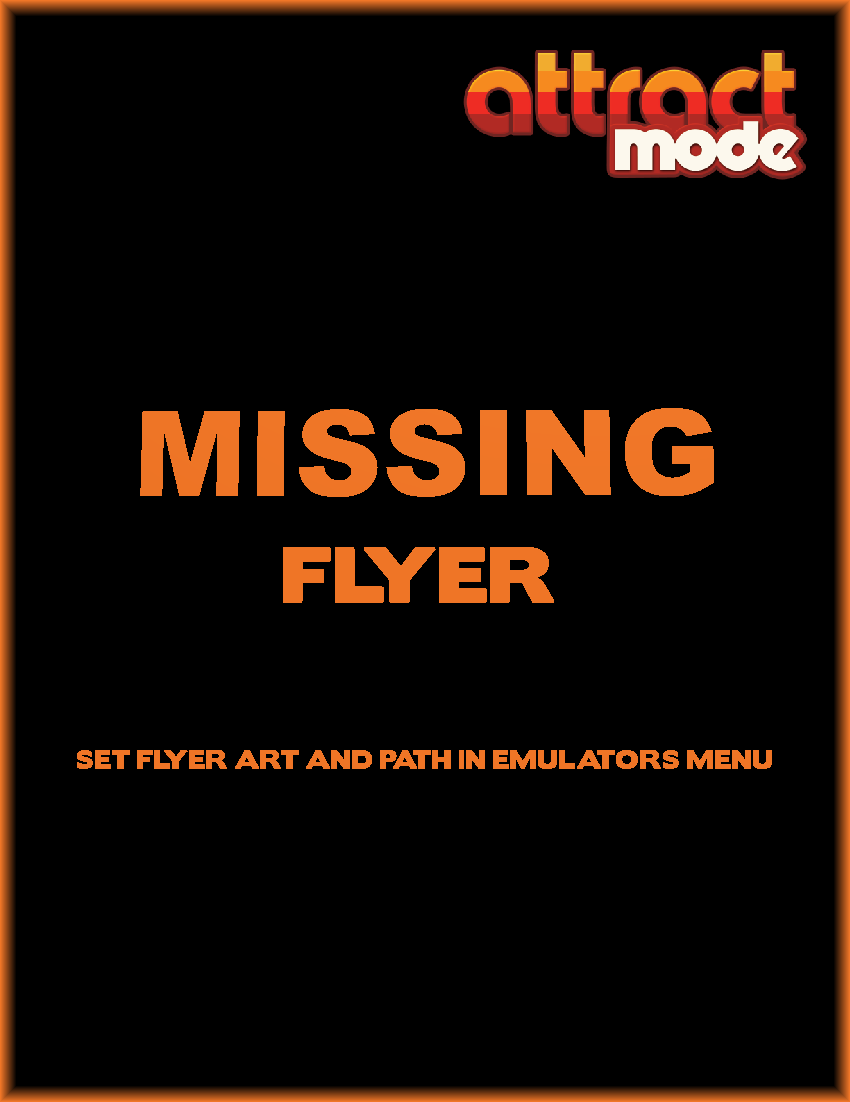 attract
mode
MISSING
FLYER
SET FLYER ART AND PATH IN EMULATORS MENU